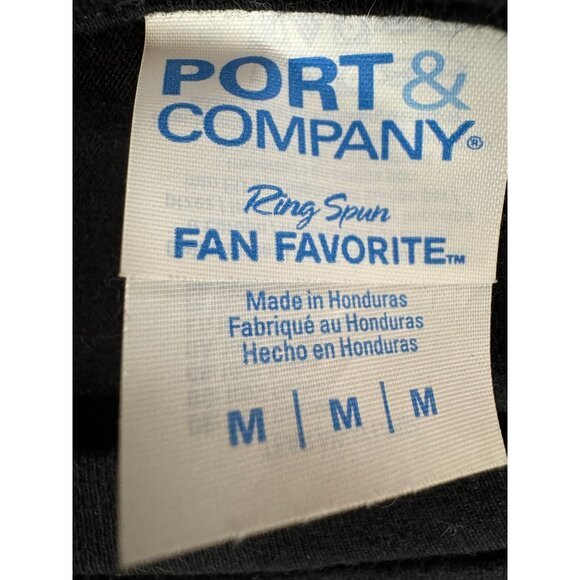 PORT &
COMPANY®
Ring Spun
FAN FAVORITE™
Made in Honduras
Fabriqué au Honduras
Hecho en Honduras
M | M | M